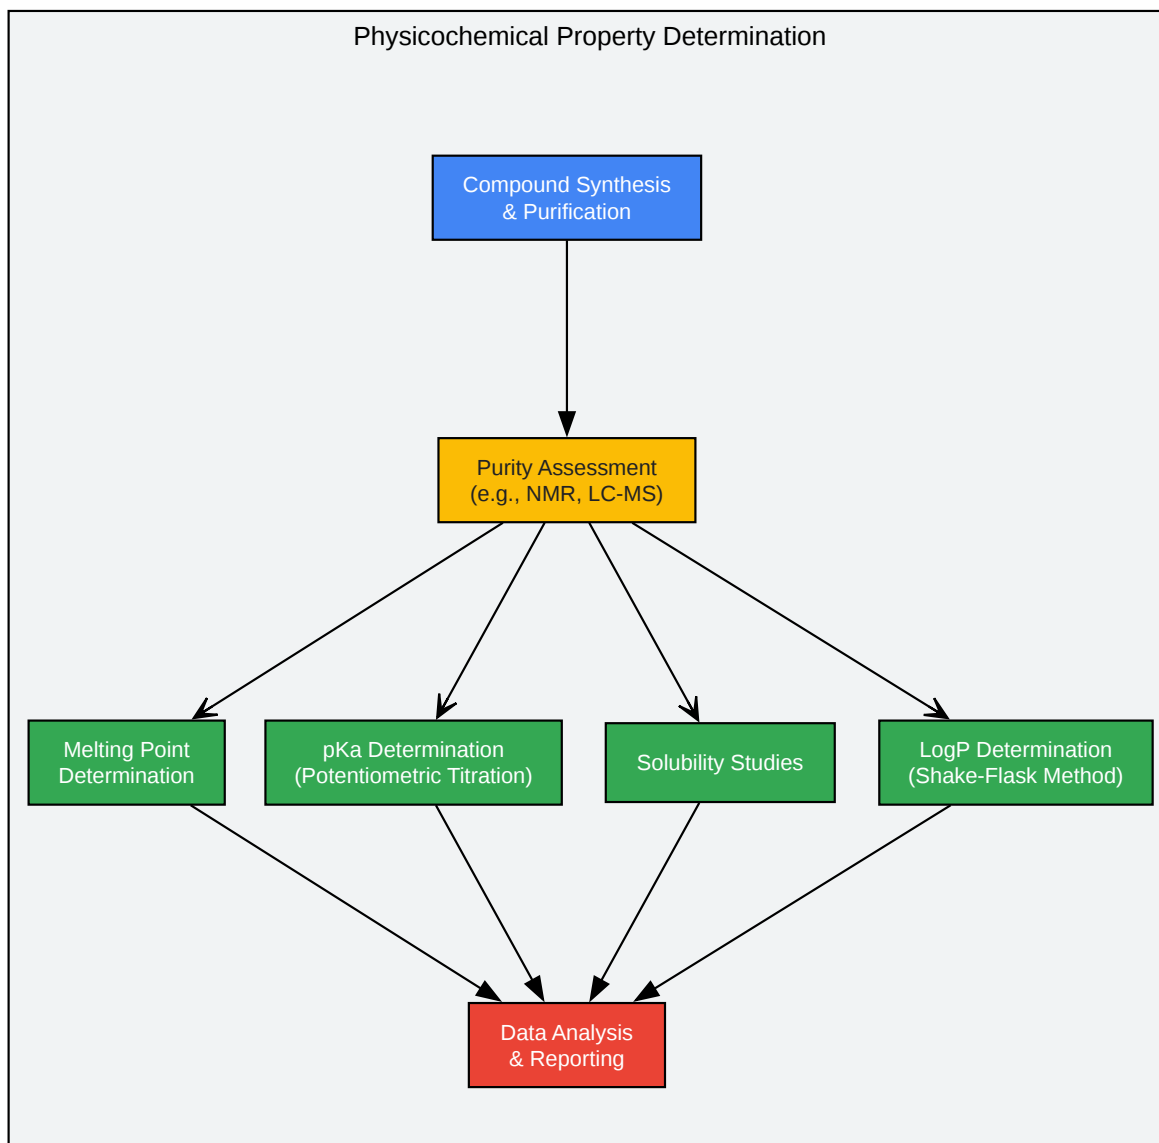 Physicochemical Property Determination
Compound Synthesis
& Purification
Purity Assessment
(e.g., NMR, LC-MS)
Melting Point
Determination
pKa Determination
(Potentiometric Titration)
Solubility Studies
LogP Determination
(Shake-Flask Method)
Data Analysis
& Reporting